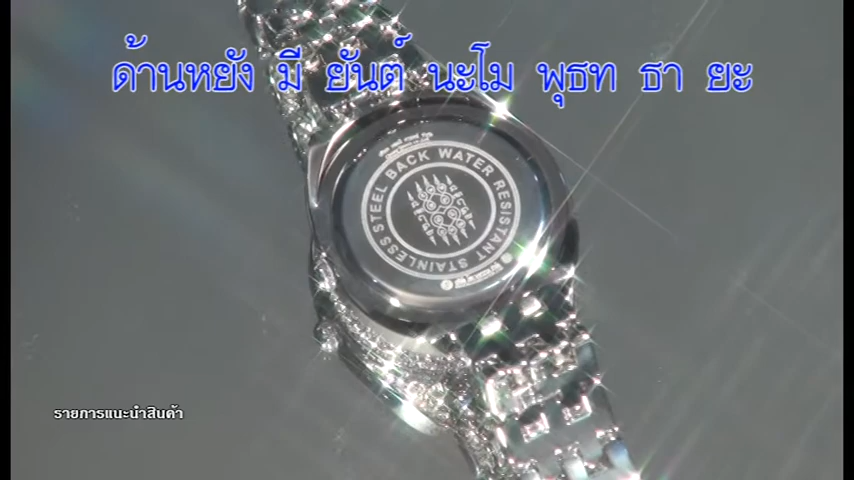 ด้านหยัง มี ยันต์ นะโม พุธท ธา ยะ
STAINLESS STEEL BACK WATER RESISTANT
รายการแนะนำสินค้า